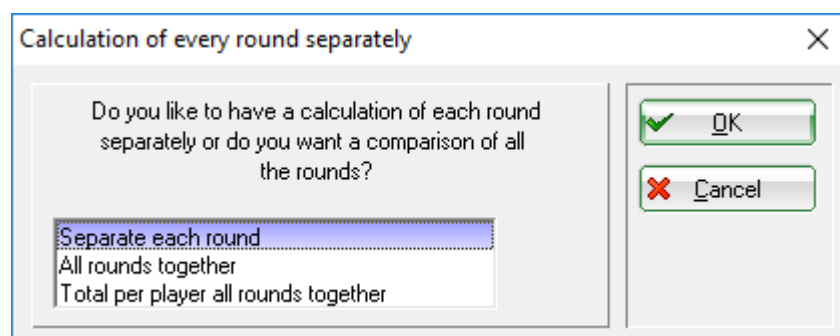 Calculation of every round separately
Do you like to have a calculation of each round
separately or do you want a comparison of all
the rounds?
Separate each round
All rounds together
Total per player all rounds together
OK
Cancel